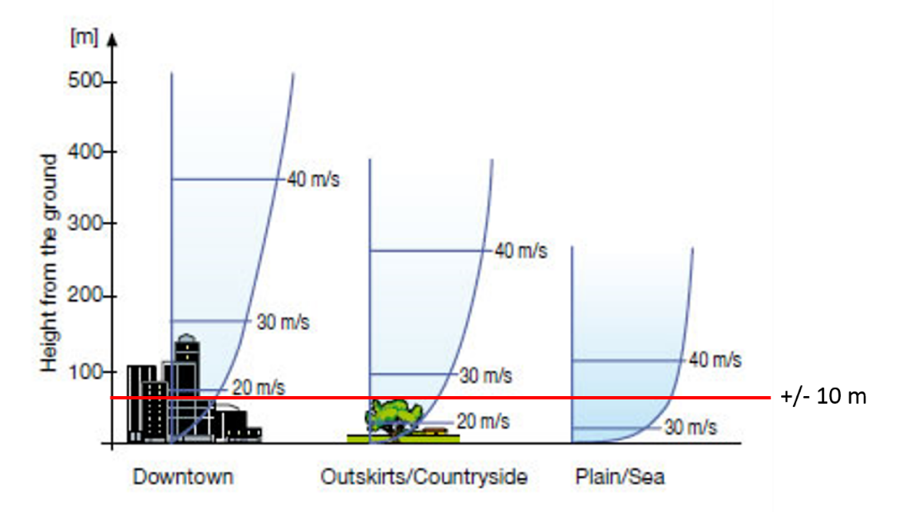 [m]
500
400
300
200
100
Height from the ground
40 m/s
30 m/s
20 m/s
40 m/s
30 m/s
20 m/s
40 m/s
30 m/s
+/- 10 m
Downtown
Outskirts/Countryside
Plain/Sea